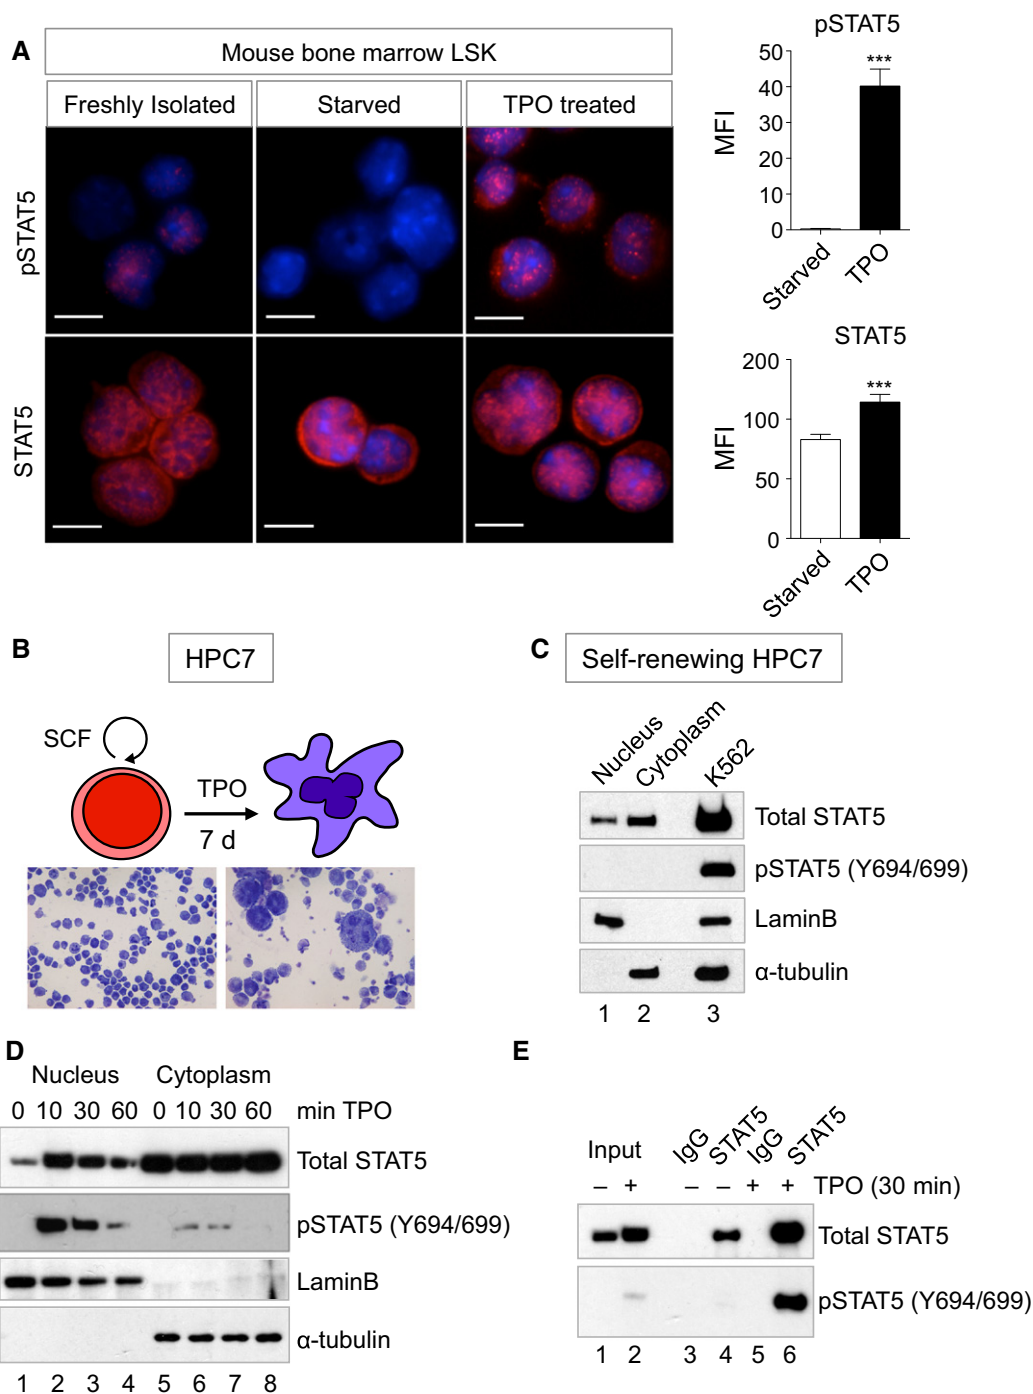 A
Mouse bone marrow LSK
Freshly Isolated
Starved
TPO treated
pSTAT5
STAT5
pSTAT5
MFI
50
40
30
20
10
0
***
Starved
TPO
STAT5
MFI
200
100
50
0
***
Starved
TPO
B
HPC7
SCF
TPO
7 d
C
Self-renewing HPC7
Nucleus
Cytoplasm
K562
Total STAT5
pSTAT5 (Y694/699)
LaminB
α-tubulin
1 2 3
D
Nucleus Cytoplasm
0 10 30 60 0 10 30 60 min TPO
Total STAT5
pSTAT5 (Y694/699)
LaminB
α-tubulin
1 2 3 4 5 6 7 8
E
Input
IgG
STAT5
IgG
STAT5
– + – – + + TPO (30 min)
Total STAT5
pSTAT5 (Y694/699)
1 2 3 4 5 6